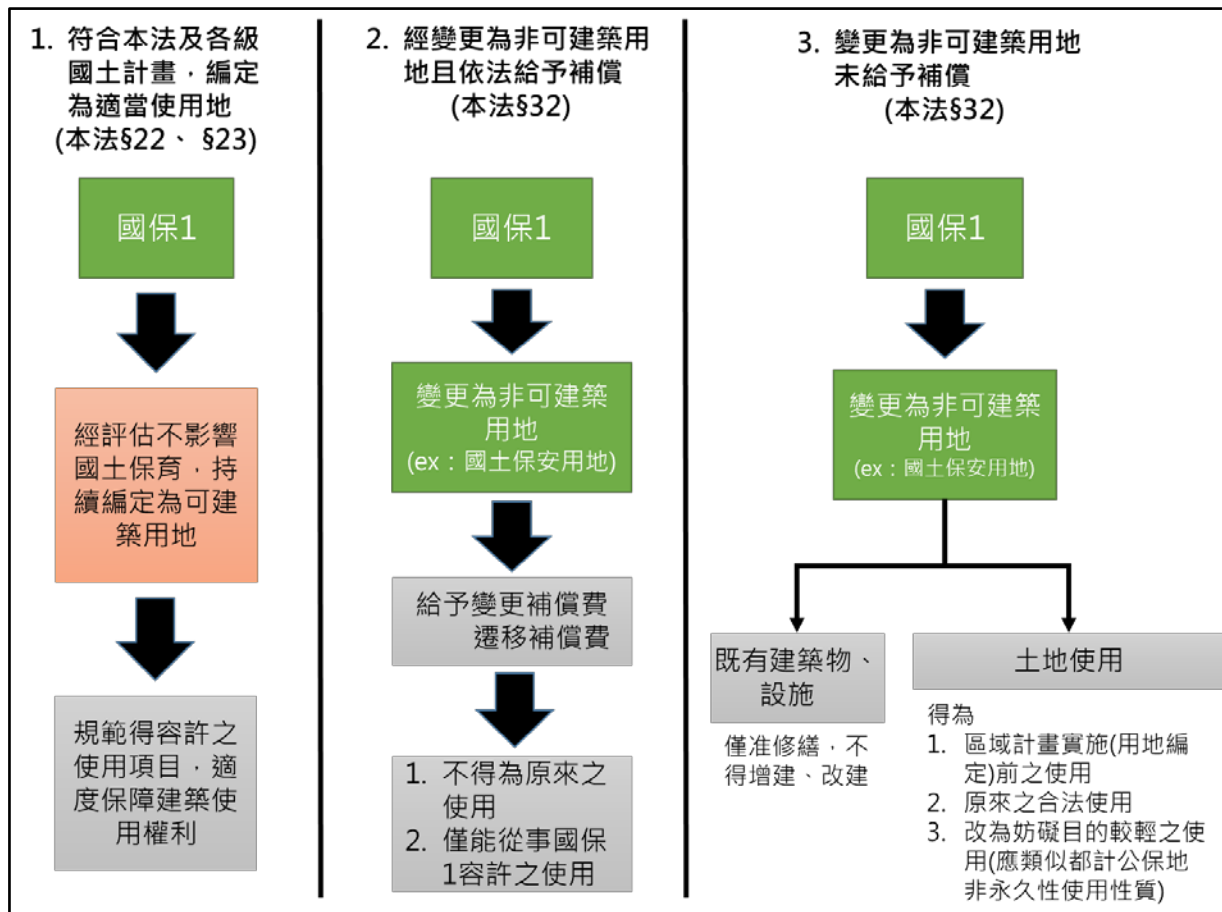 1. 符合本法及各級
國土計畫，編定
為適當使用地
(本法§22、 §23)
國保1
經評估不影響
國土保育，持
續編定為可建
築用地
規範得容許之
使用項目，適
度保障建築使
用權利
2. 經變更為非可建築用
地且依法給予補償
(本法§32)
國保1
變更為非可建築
用地
(ex：國土保安用地)
給予變更補償費
遷移補償費
1. 不得為原來之
使用
2. 僅能從事國保
1容許之使用
3. 變更為非可建築用地
未給予補償
(本法§32)
國保1
變更為非可建築
用地
(ex：國土保安用地)
既有建築物、
設施
僅准修繕，不
得增建、改建
土地使用
得為
1. 區域計畫實施(用地編
定)前之使用
2. 原來之合法使用
3. 改為妨礙目的較輕之使
用(應類似都計公保地
非永久性使用性質)